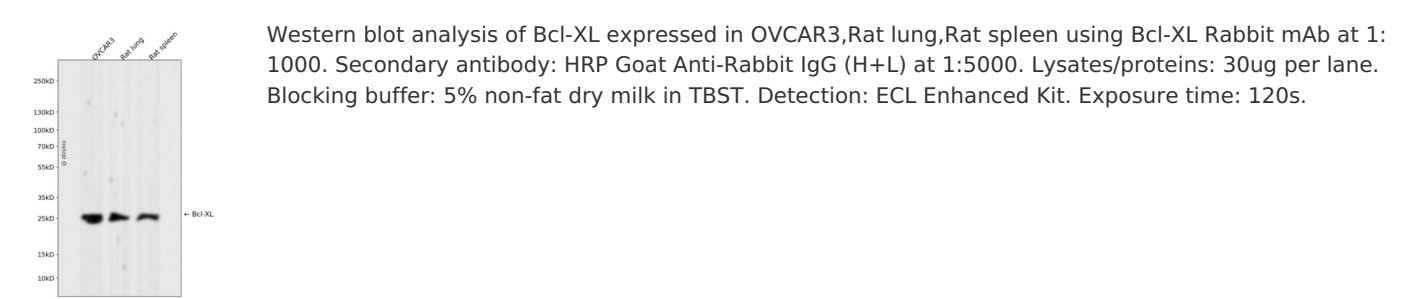 OVCAR3
Rat lung
Rat spleen
250kD
130kD
100kD
70kD
55kD
35kD
25kD
15kD
10kD
@ abybio
← Bcl-XL
Western blot analysis of Bcl-XL expressed in OVCAR3,Rat lung,Rat spleen using Bcl-XL Rabbit mAb at 1:
1000. Secondary antibody: HRP Goat Anti-Rabbit IgG (H+L) at 1:5000. Lysates/proteins: 30ug per lane.
Blocking buffer: 5% non-fat dry milk in TBST. Detection: ECL Enhanced Kit. Exposure time: 120s.